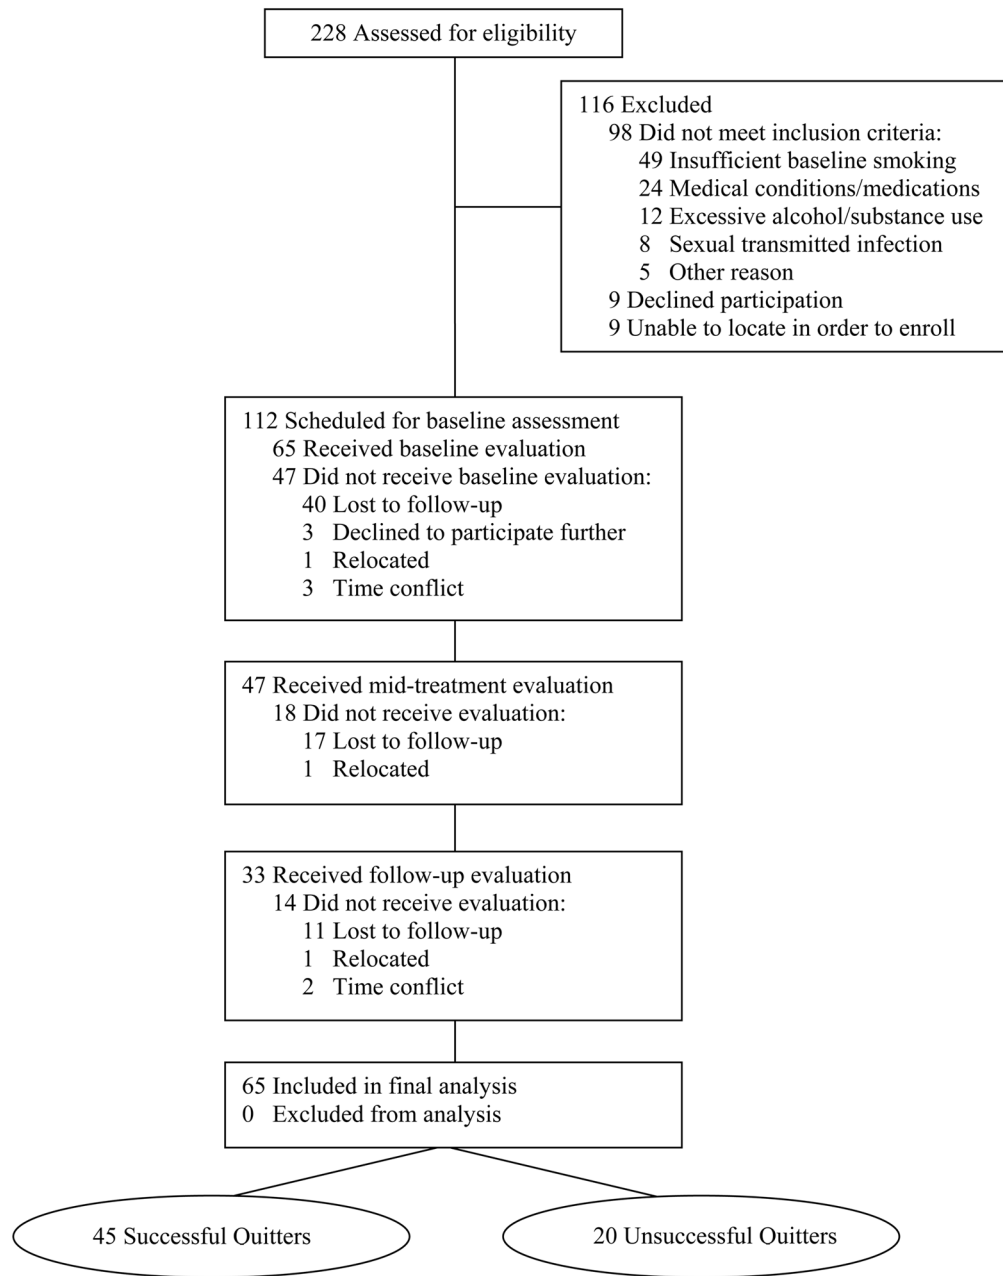 228 Assessed for eligibility
116 Excluded
98 Did not meet inclusion criteria:
49 Insufficient baseline smoking
24 Medical conditions/medications
12 Excessive alcohol/substance use
8 Sexual transmitted infection
5 Other reason
9 Declined participation
9 Unable to locate in order to enroll
112 Scheduled for baseline assessment
65 Received baseline evaluation
47 Did not receive baseline evaluation:
40 Lost to follow-up
3 Declined to participate further
1 Relocated
3 Time conflict
47 Received mid-treatment evaluation
18 Did not receive evaluation:
17 Lost to follow-up
1 Relocated
33 Received follow-up evaluation
14 Did not receive evaluation:
11 Lost to follow-up
1 Relocated
2 Time conflict
65 Included in final analysis
0 Excluded from analysis
45 Successful Ouitters
20 Unsuccessful Ouitters